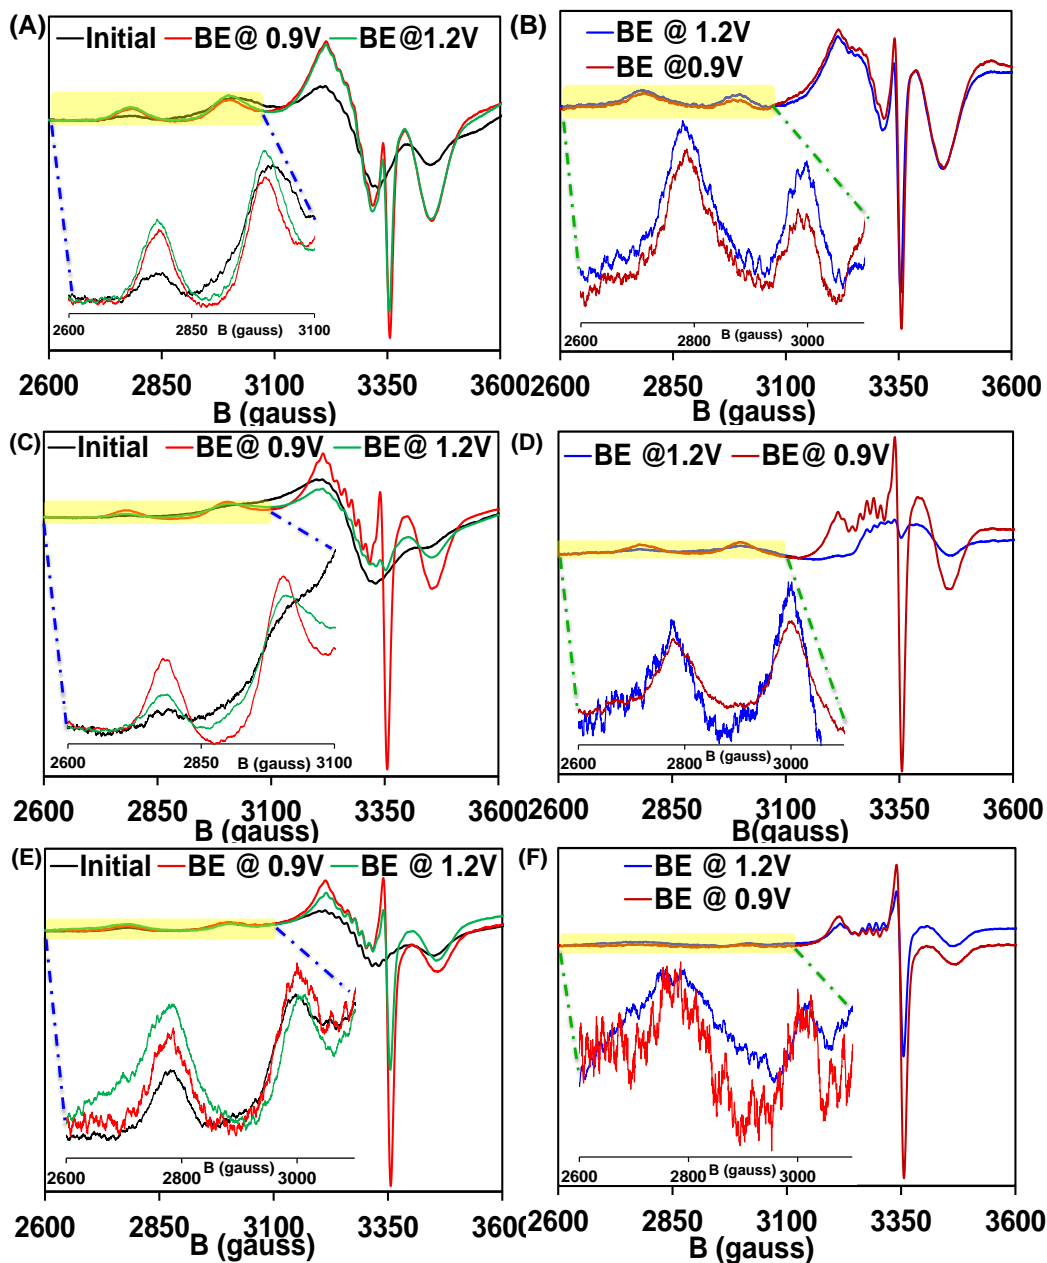 (A)
Initial BE@ 0.9V BE@1.2V
2600 2850 3100
B (gauss)
2600 2850 3100 3350 3600
B (gauss)
(B)
BE @ 1.2V
BE @0.9V
2600 2800 3000
B (gauss)
2600 2850 3100 3350 3600
B (gauss)
(C)
Initial BE@ 0.9V BE@ 1.2V
2600 2850 3100
B (gauss)
2600 2850 3100 3350 3600
B (gauss)
(D)
BE @1.2V BE@ 0.9V
2600 2800 3000
B (gauss)
2600 2850 3100 3350 3600
B(gauss)
(E)
Initial BE @ 0.9V BE @ 1.2V
2600 2800 3000
B (gauss)
2600 2850 3100 3350 3600
B (gauss)
(F)
BE @ 1.2V
BE @ 0.9V
2600 2800 3000
B (gauss)
2600 2850 3100 3350 3600
B (gauss)